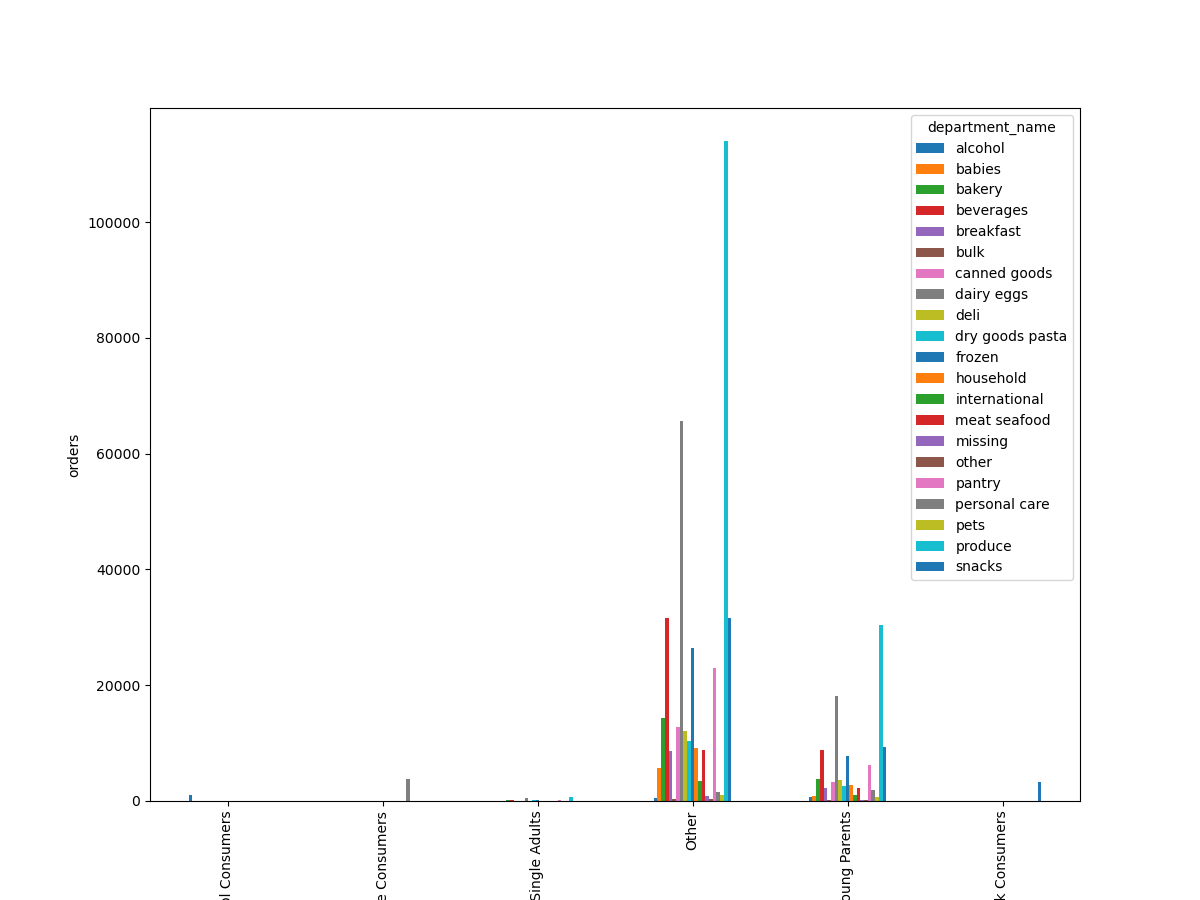 department_name
alcohol
babies
bakery
beverages
breakfast
bulk
canned goods
dairy eggs
deli
dry goods pasta
frozen
household
international
meat seafood
missing
other
pantry
personal care
pets
produce
snacks
100000
80000
60000
40000
20000
0
orders
ol Consumers
e Consumers
Single Adults
Other
oung Parents
k Consumers